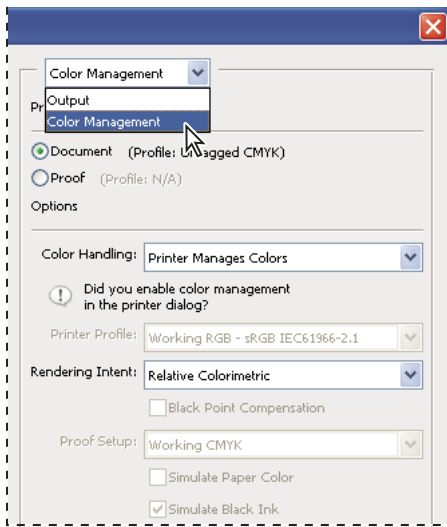 Color Management
Output
Pr
Color Management
Document (Profile: Untagged CMYK)
Proof (Profile: N/A)
Options
Color Handling: Printer Manages Colors
Did you enable color management
in the printer dialog?
Printer Profile: Working RGB - sRGB IEC61966-2.1
Rendering Intent: Relative Colorimetric
Black Point Compensation
Proof Setup: Working CMYK
Simulate Paper Color
Simulate Black Ink